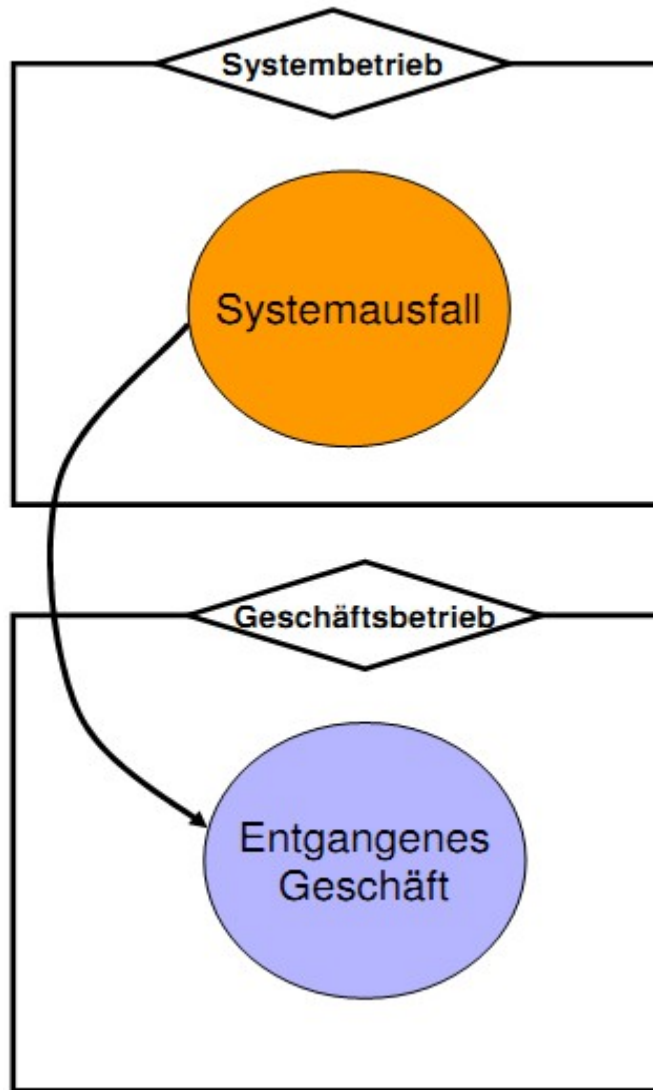 Systembetrieb
Systemausfall
Geschäftsbetrieb
Entgangenes
Geschäft